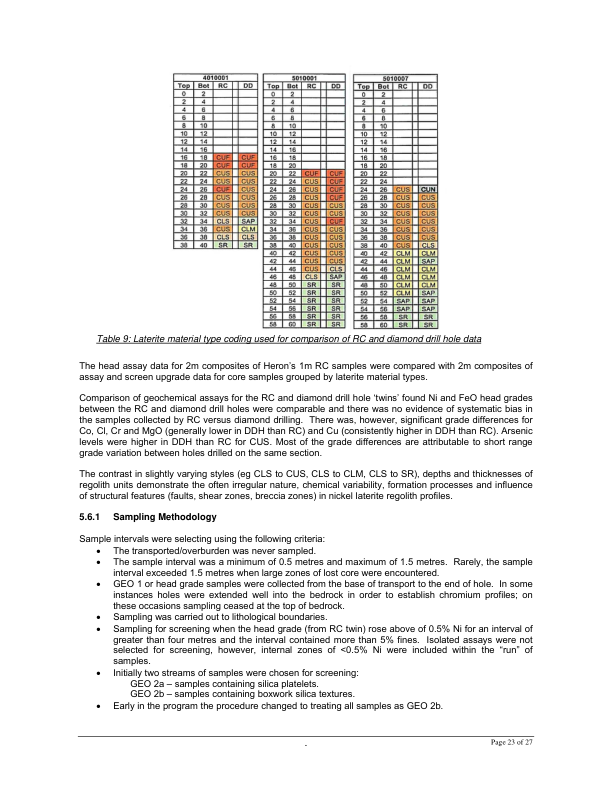 4010001
Top Bot RC DD
0 2
2 4
4 6
6 8
8 10
10 12
12 14
14 16
16 18 CUF CUF
18 20 CUF CUF
20 22 CUS CUS
22 24 CUS CUS
24 26 CUF CUF
26 28 CUS CUS
28 30 CUS CUS
30 32 CUS CUS
32 34 CLS SAP
34 36 CUS CLM
36 38 CLS CLS
38 40 SR SR
5010001
Top Bot RC DD
0 2
2 4
4 6
6 8
8 10
10 12
12 14
14 16
16 18
18 20
20 22 CUF CUF
22 24 CUS CUF
24 26 CUS CUF
26 28 CUS CUF
28 30 CUS CUS
30 32 CUS CUF
32 34 CUS CUF
34 36 CUS CUS
36 38 CUS CUS
38 40 CUS CUS
40 42 CUS CUS
42 44 CUS CUS
44 46 CUS CLS
46 48 CLS SAP
48 50 SR SR
50 52 SR SR
52 54 SR SR
54 56 SR SR
56 58 SR SR
58 60 SR SR
5010007
Top Bot RC DD
0 2
2 4
4 6
6 8
8 10
10 12
12 14
14 16
16 18
18 20
20 22
22 24
24 26 CUS CUN
26 28 CUS CUS
28 30 CUS CUS
30 32 CUS CUS
32 34 CUS CUS
34 36 CUS CUS
36 38 CUS CUS
38 40 CUS CLS
40 42 CLM CLM
42 44 CLM SAP
44 46 CLM CLM
46 48 CLM CLM
48 50 CLM CLM
50 52 CLM SAP
52 54 SAP SAP
54 56 SAP SAP
56 58 SR SR
58 60 SR SR
Table 9: Laterite material type coding used for comparison of RC and diamond drill hole data
The head assay data for 2m composites of Heron's 1m RC samples were compared with 2m composites of
assay and screen upgrade data for core samples grouped by laterite material types.
Comparison of geochemical assays for the RC and diamond drill hole 'twins' found Ni and FeO head grades
between the RC and diamond drill holes were comparable and there was no evidence of systematic bias in
the samples collected by RC versus diamond drilling. There was, however, significant grade differences for
Co, Cl, Cr and MgO (generally lower in DDH than RC) and Cu (consistently higher in DDH than RC). Arsenic
levels were higher in DDH than RC for CUS. Most of the grade differences are attributable to short range
grade variation between holes drilled on the same section.
The contrast in slightly varying styles (eg CLS to CUS, CLS to CLM, CLS to SR), depths and thicknesses of
regolith units demonstrate the often irregular nature, chemical variability, formation processes and influence
of structural features (faults, shear zones, breccia zones) in nickel laterite regolith profiles.
5.6.1 Sampling Methodology
Sample intervals were selecting using the following criteria:
• The transported/overburden was never sampled.
• The sample interval was a minimum of 0.5 metres and maximum of 1.5 metres. Rarely, the sample
interval exceeded 1.5 metres when large zones of lost core were encountered.
• GEO 1 or head grade samples were collected from the base of transport to the end of hole. In some
instances holes were extended well into the bedrock in order to establish chromium profiles; on
these occasions sampling ceased at the top of bedrock.
• Sampling was carried out to lithological boundaries.
• Sampling for screening when the head grade (from RC twin) rose above of 0.5% Ni for an interval of
greater than four metres and the interval contained more than 5% fines. Isolated assays were not
selected for screening, however, internal zones of <0.5% Ni were included within the "run" of
samples.
• Initially two streams of samples were chosen for screening:
GEO 2a – samples containing silica platelets.
GEO 2b – samples containing boxwork silica textures.
• Early in the program the procedure changed to treating all samples as GEO 2b.
-
Page 23 of 27